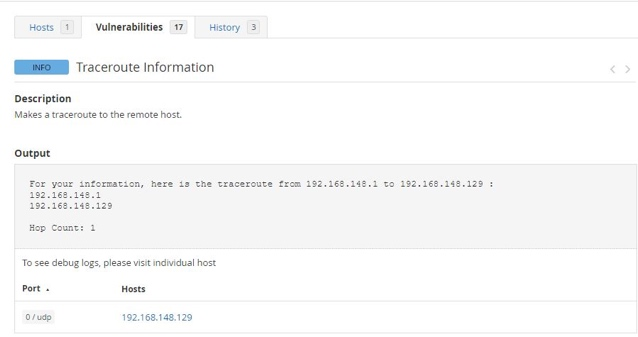 Hosts 1 Vulnerabilities 17 History 3
INFO Traceroute Information
Description
Makes a traceroute to the remote host.
Output
For your information, here is the traceroute from 192.168.148.1 to 192.168.148.129 :
192.168.148.1
192.168.148.129
Hop Count: 1
To see debug logs, please visit individual host
Port Hosts
0 / udp 192.168.148.129